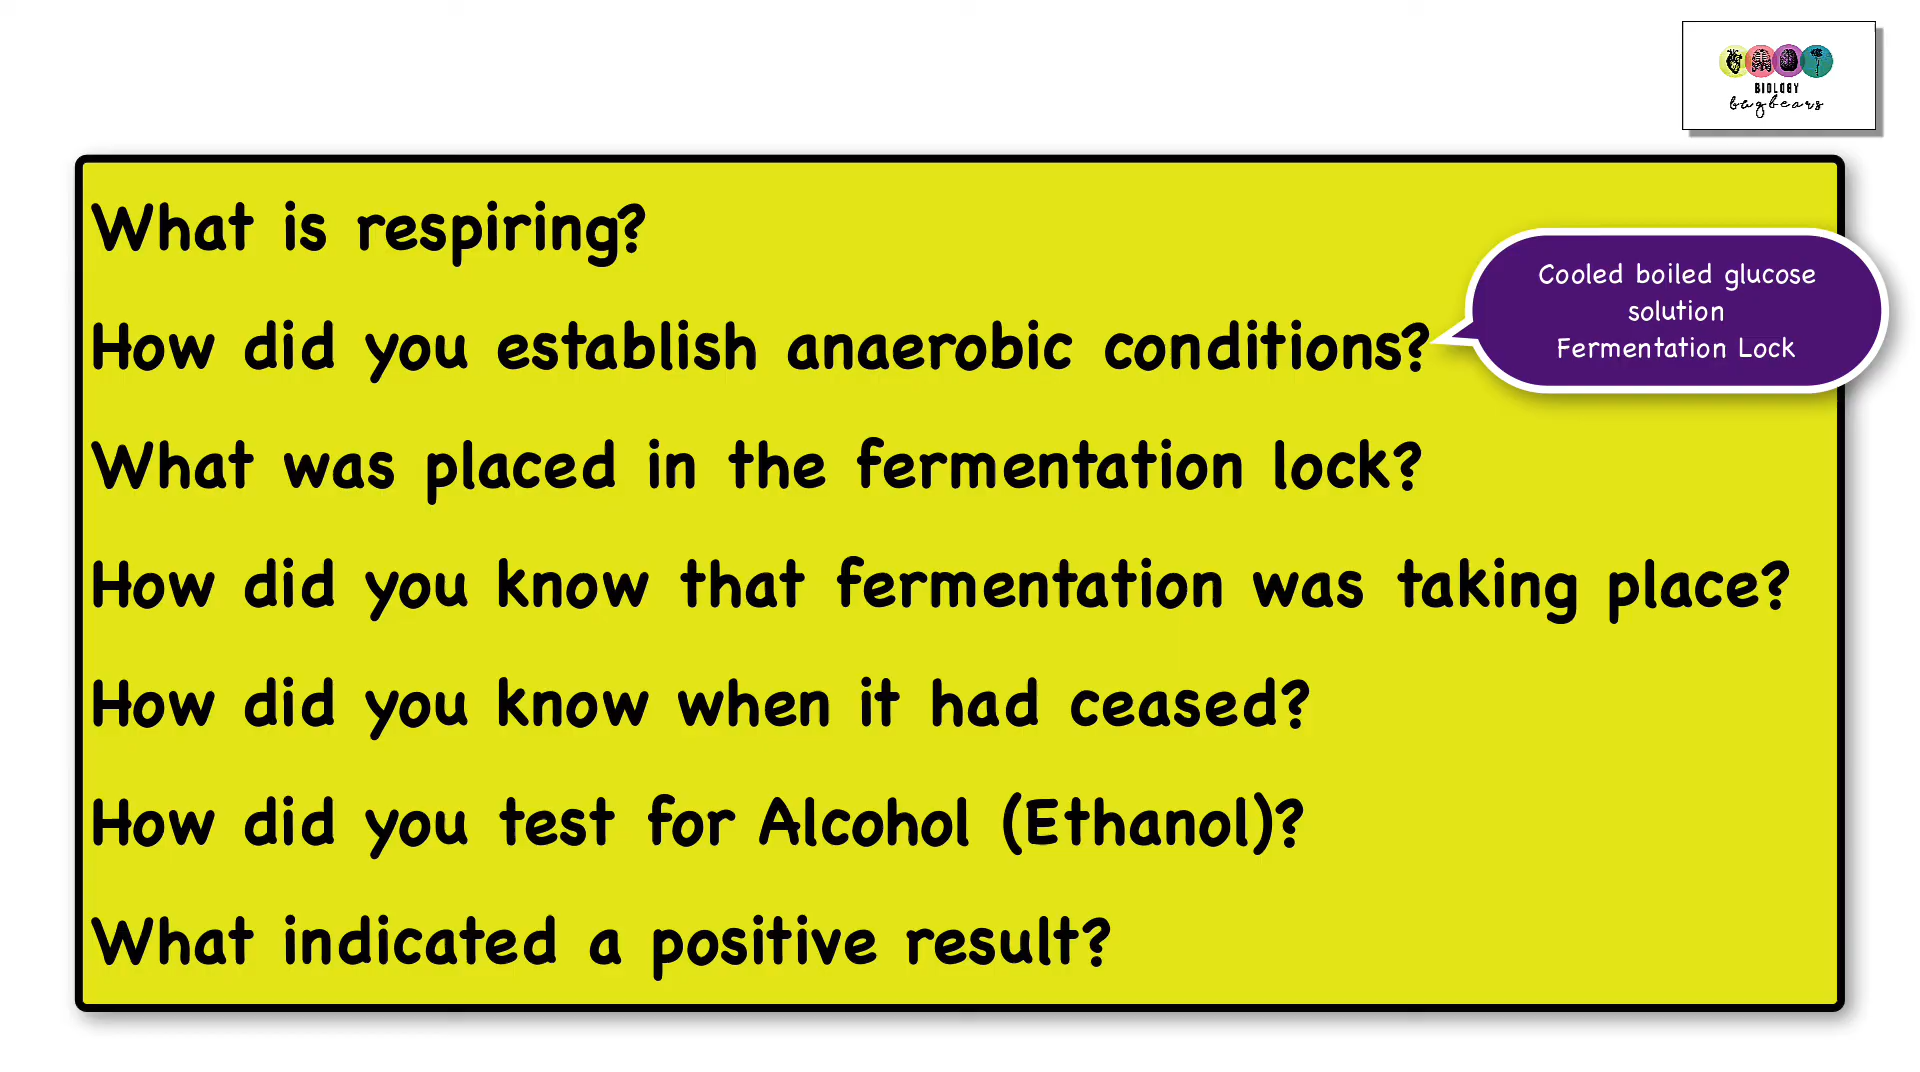 BIOLOGY
bugbears
What is respiring?
How did you establish anaerobic conditions?
Cooled boiled glucose
solution
Fermentation Lock
What was placed in the fermentation lock?
How did you know that fermentation was taking place?
How did you know when it had ceased?
How did you test for Alcohol (Ethanol)?
What indicated a positive result?